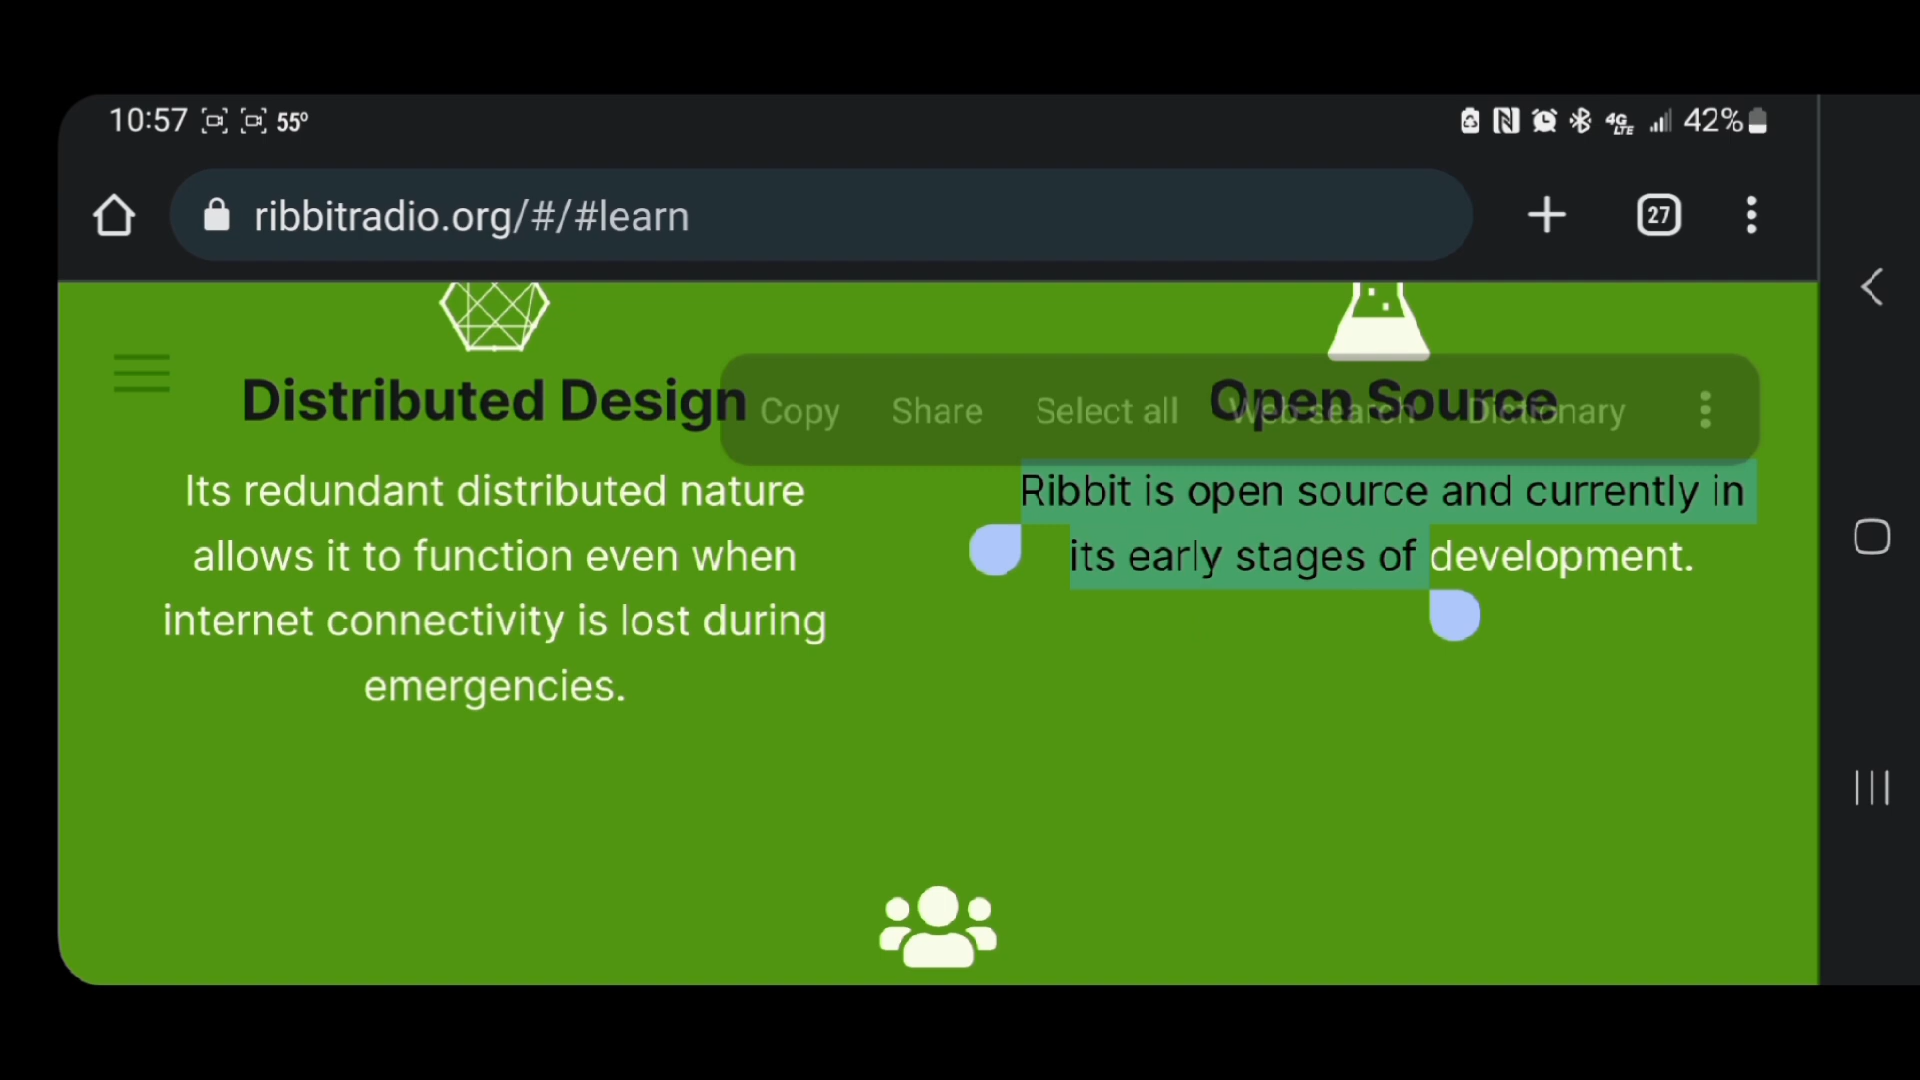 10:57 55°
4G LTE 42%
ribbitradio.org/#/#learn
27
Distributed Design
Its redundant distributed nature
allows it to function even when
internet connectivity is lost during
emergencies.
Copy Share Select all Web search Dictionary
Open Source
Ribbit is open source and currently in
its early stages of development.